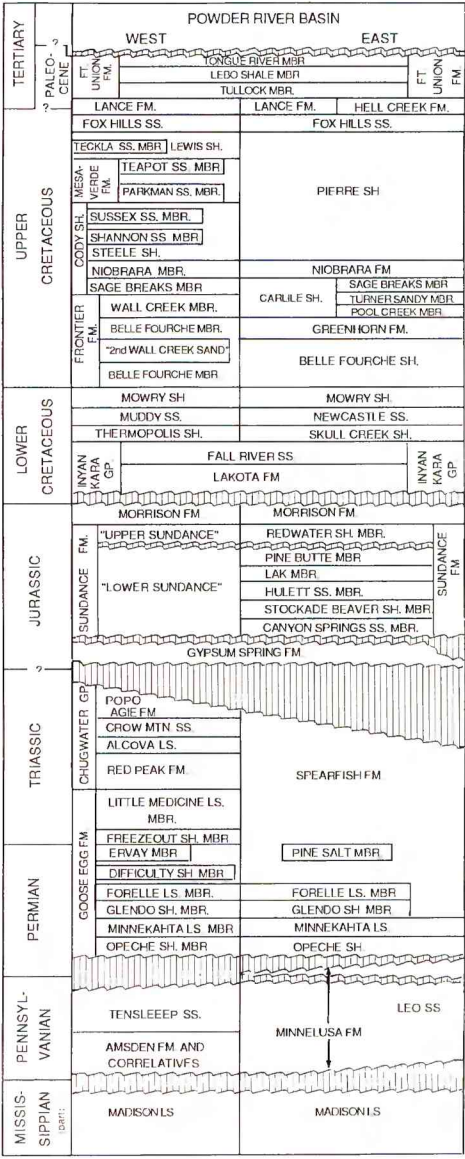 POWDER RIVER BASIN
WEST EAST
TERTIARY
PALEO-
CENE
?
FT.
UNION
FM.
TONGUE RIVER MBR
LEBO SHALE MBR
TULLOCK MBR.
FT.
UNION
FM.
?
LANCE FM. LANCE FM. HELL CREEK FM.
FOX HILLS SS. FOX HILLS SS.
UPPER
CRETACEOUS
TECKLA SS. MBR LEWIS SH.
MESA-
VERDE
FM.
TEAPOT SS. MBR
PARKMAN SS. MBR.
PIERRE SH
CODY SH.
SUSSEX SS. MBR.
SHANNON SS MBR
STEELE SH.
NIOBRARA MBR. NIOBRARA FM
SAGE BREAKS MBR
CARLILE SH.
SAGE BREAKS MBR
TURNER SANDY MBR.
POOL CREEK MBR.
FRONTIER
FM.
WALL CREEK MBR.
BELLE FOURCHE MBR. GREENHORN FM.
"2nd WALL CREEK SAND"
BELLE FOURCHE MBR
BELLE FOURCHE SH.
LOWER
CRETACEOUS
MOWRY SH MOWRY SH.
MUDDY SS. NEWCASTLE SS.
THERMOPOLIS SH. SKULL CREEK SH.
INYAN
KARA
GP.
FALL RIVER SS
LAKOTA FM
INYAN
KARA
GP.
MORRISON FM MORRISON FM.
JURASSIC
SUNDANCE FM.
"UPPER SUNDANCE" REDWATER SH. MBR.
"LOWER SUNDANCE"
PINE BUTTE MBR
LAK MBR.
HULETT SS. MBR.
STOCKADE BEAVER SH. MBR.
CANYON SPRINGS SS. MBR.
SUNDANCE
FM
GYPSUM SPRING FM.
?
TRIASSIC
CHUGWATER GP.
POPO
AGIE FM
CROW MTN SS.
ALCOVA LS.
RED PEAK FM. SPEARFISH FM
GOOSE EGG FM
LITTLE MEDICINE LS.
MBR.
FREEZEOUT SH. MBR
PERMIAN
ERVAY MBR PINE SALT MBR.
DIFFICULTY SH MBR
FORELLE LS. MBR FORELLE LS. MBR
GLENDO SH. MBR. GLENDO SH MBR
MINNEKAHTA LS MBR MINNEKAHTA LS.
OPECHE SH. MBR OPECHE SH.
PENNSYL-
VANIAN
TENSLEEEP SS.
LEO SS
MINNELUSA FM
AMSDEN FM. AND
CORRELATIVES
MISSIS-
SIPPIAN
(part)
MADISON LS MADISON LS